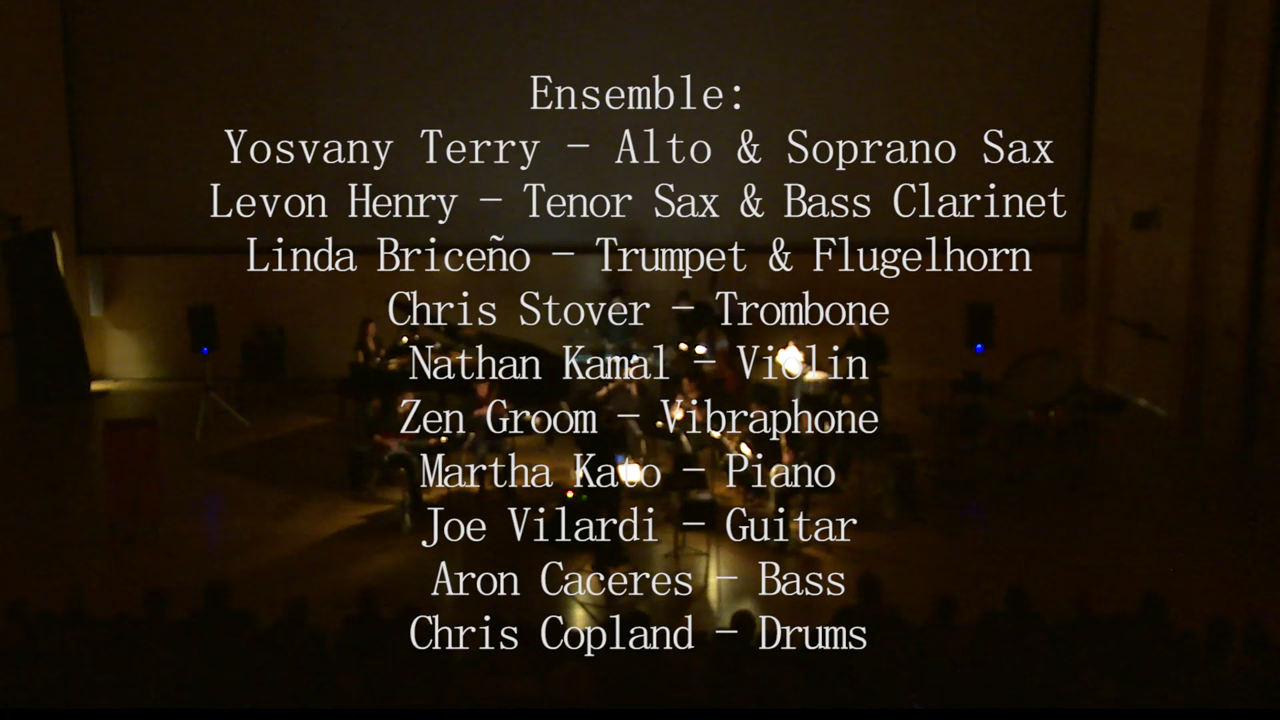 Ensemble:
Yosvany Terry - Alto & Soprano Sax
Levon Henry - Tenor Sax & Bass Clarinet
Linda Briceño - Trumpet & Flugelhorn
Chris Stover - Trombone
Nathan Kamal - Violin
Zen Groom - Vibraphone
Martha Kato - Piano
Joe Vilardi - Guitar
Aron Caceres - Bass
Chris Copland - Drums